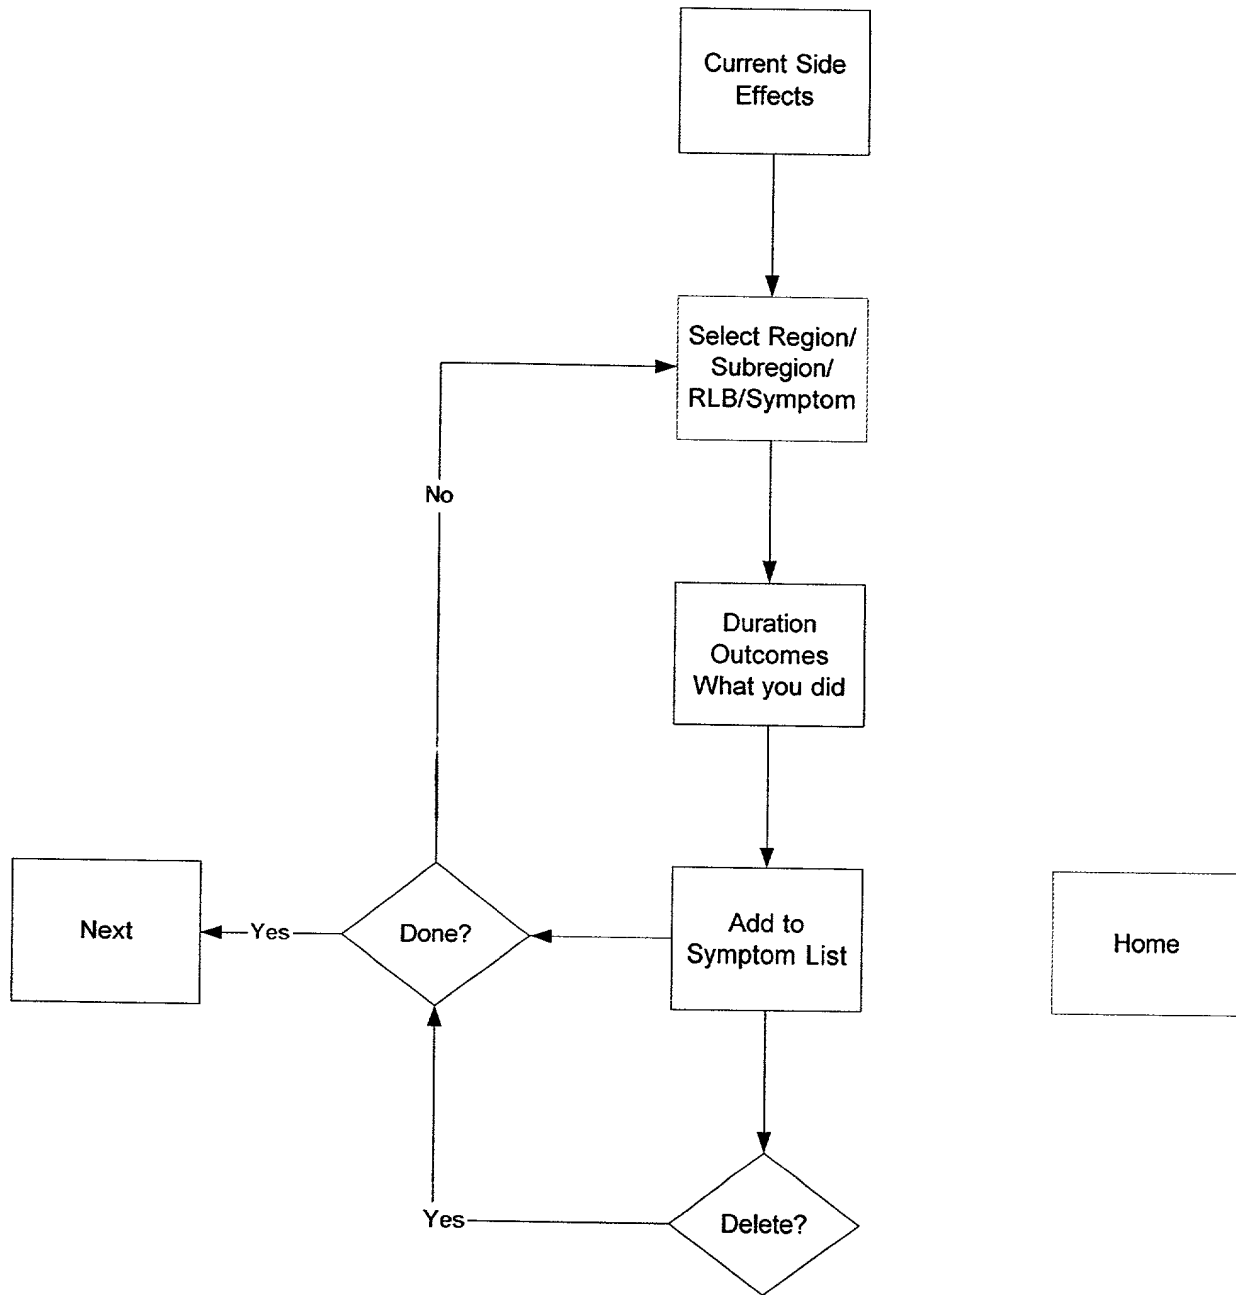 Current Side
Effects
Select Region/
Subregion/
RLB/Symptom
No
Duration
Outcomes
What you did
Next
Yes
Done?
Add to
Symptom List
Home
Yes
Delete?